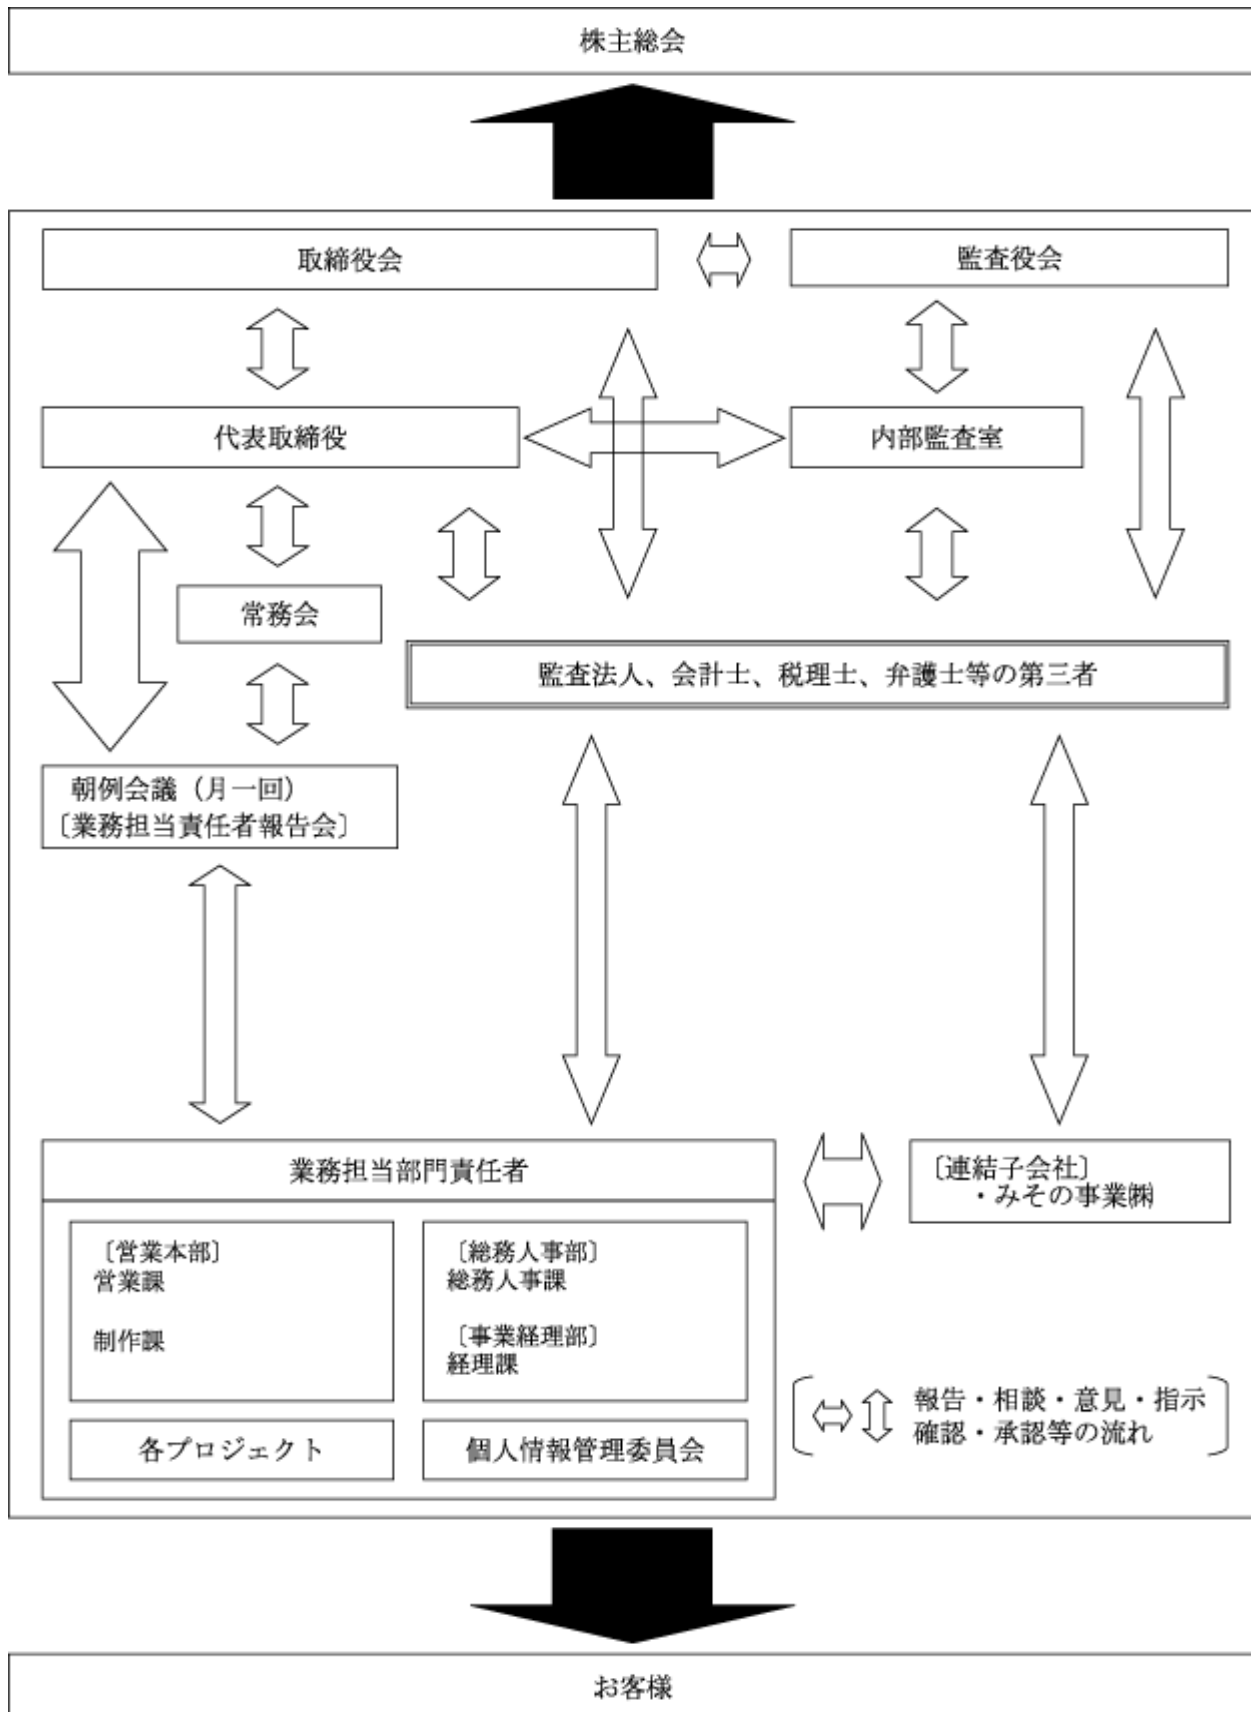 株主総会
取締役会
監査役会
代表取締役
内部監査室
常務会
監査法人、会計士、税理士、弁護士等の第三者
朝例会議（月一回）
〔業務担当責任者報告会〕
業務担当部門責任者
〔連結子会社〕
・みその事業㈱
〔営業本部〕
営業課
制作課
〔総務人事部〕
総務人事課
〔事業経理部〕
経理課
各プロジェクト
個人情報管理委員会
報告・相談・意見・指示
確認・承認等の流れ
お客様